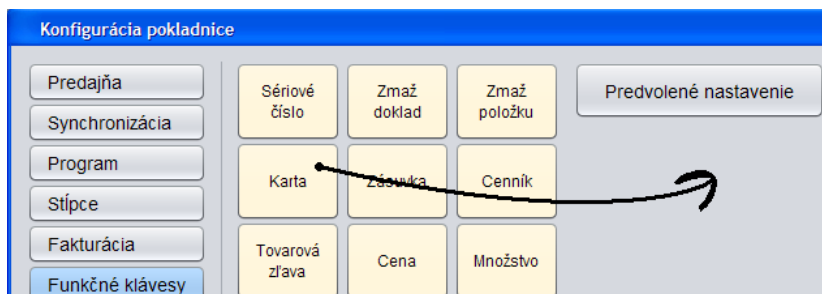 Konfigurácia pokladnice
Predajňa
Synchronizácia
Program
Stĺpce
Fakturácia
Funkčné klávesy
Sériové
číslo
Zmaž
doklad
Zmaž
položku
Karta
Zásuvka
Cenník
Tovarová
zľava
Cena
Množstvo
Predvolené nastavenie